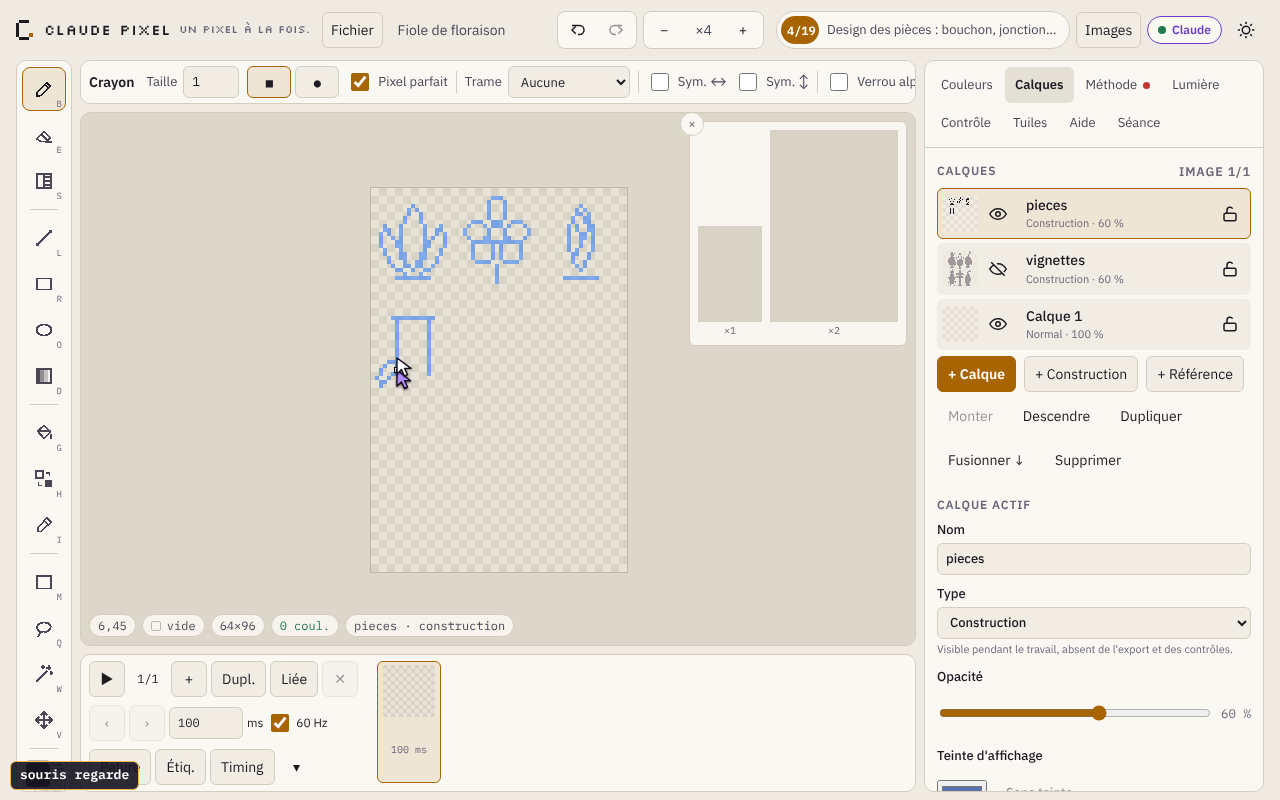 CLAUDE PIXEL UN PIXEL À LA FOIS. Fichier Fiole de floraison − ×4 + 4/19 Design des pièces : bouchon, jonction… Images Claude
Crayon Taille 1 Pixel parfait Trame Aucune Sym. ↔ Sym. ↕ Verrou alp
B
E
S
L
R
O
D
G
H
I
M
Q
W
V
×
×1 ×2
6,45 vide 64×96 0 coul. pieces · construction
1/1 + Dupl. Liée ×
‹ › 100 ms 60 Hz
Étiq. Timing ▼
100 ms
souris regarde
Couleurs Calques Méthode Lumière
Contrôle Tuiles Aide Séance
CALQUES IMAGE 1/1
pieces
Construction · 60 %
vignettes
Construction · 60 %
Calque 1
Normal · 100 %
+ Calque + Construction + Référence
Monter Descendre Dupliquer
Fusionner ↓ Supprimer
CALQUE ACTIF
Nom
pieces
Type
Construction
Visible pendant le travail, absent de l'export et des contrôles.
Opacité
60 %
Teinte d'affichage
Sans teinte